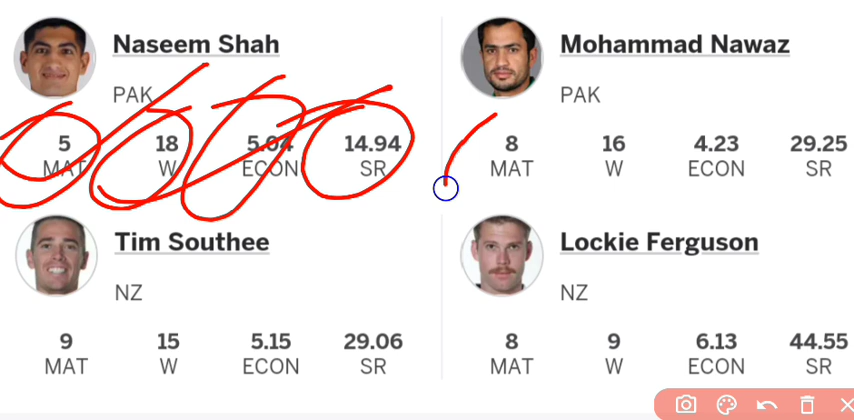 Naseem Shah
PAK
5 18 5.04 14.94
MAT W ECON SR
Mohammad Nawaz
PAK
8 16 4.23 29.25
MAT W ECON SR
Tim Southee
NZ
9 15 5.15 29.06
MAT W ECON SR
Lockie Ferguson
NZ
8 9 6.13 44.55
MAT W ECON SR